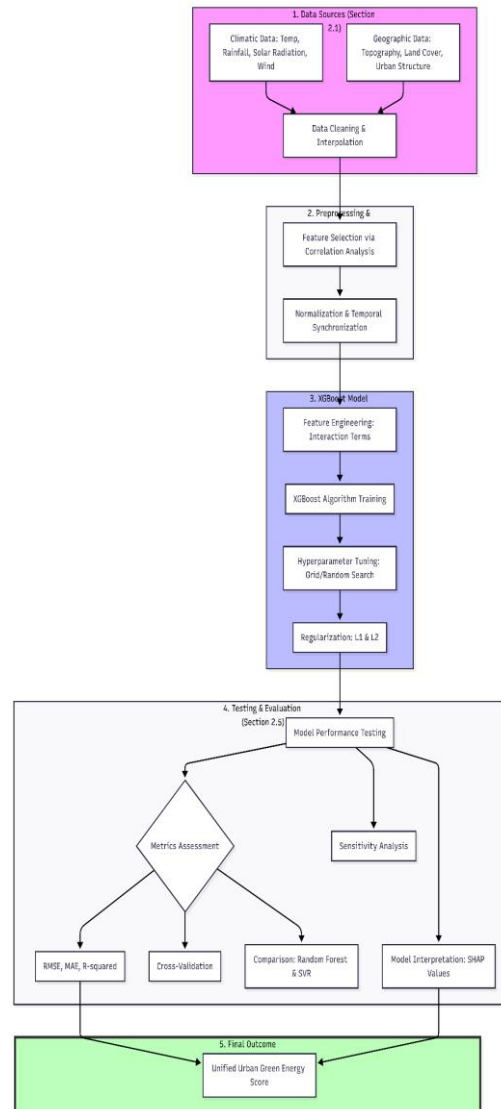 1. Data Sources (Section
2.1)
Climatic Data: Temp,
Rainfall, Solar Radiation,
Wind
Geographic Data:
Topography, Land Cover,
Urban Structure
Data Cleaning &
Interpolation
2. Preprocessing &
Feature Selection via
Correlation Analysis
Normalization & Temporal
Synchronization
3. XGBoost Model
Feature Engineering:
Interaction Terms
XGBoost Algorithm Training
Hyperparameter Tuning:
Grid/Random Search
Regularization: L1 & L2
4. Testing & Evaluation
(Section 2.5)
Model Performance Testing
Metrics Assessment
Sensitivity Analysis
RMSE, MAE, R-squared
Cross-Validation
Comparison: Random Forest
& SVR
Model Interpretation: SHAP
Values
5. Final Outcome
Unified Urban Green Energy
Score